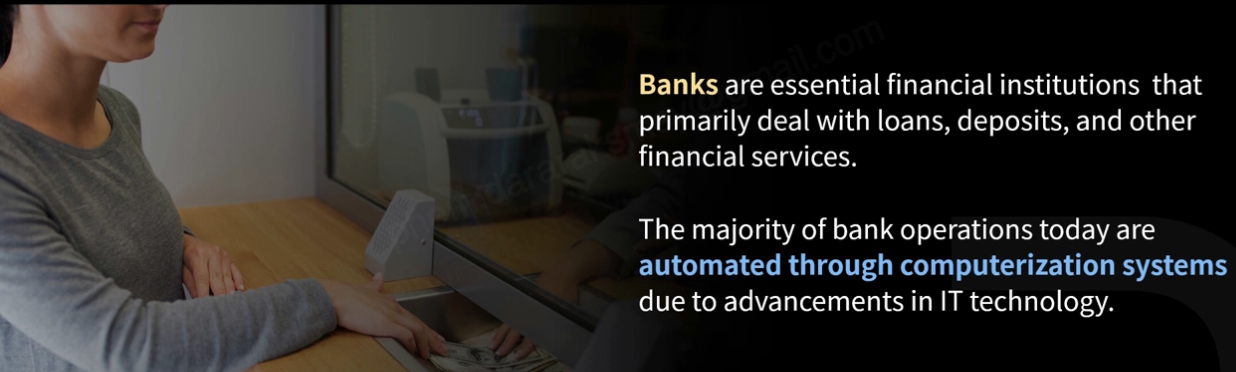 Banks are essential financial institutions  that
primarily deal with loans, deposits, and other
financial services.
The majority of bank operations today are
automated through computerization systems
due to advancements in IT technology.